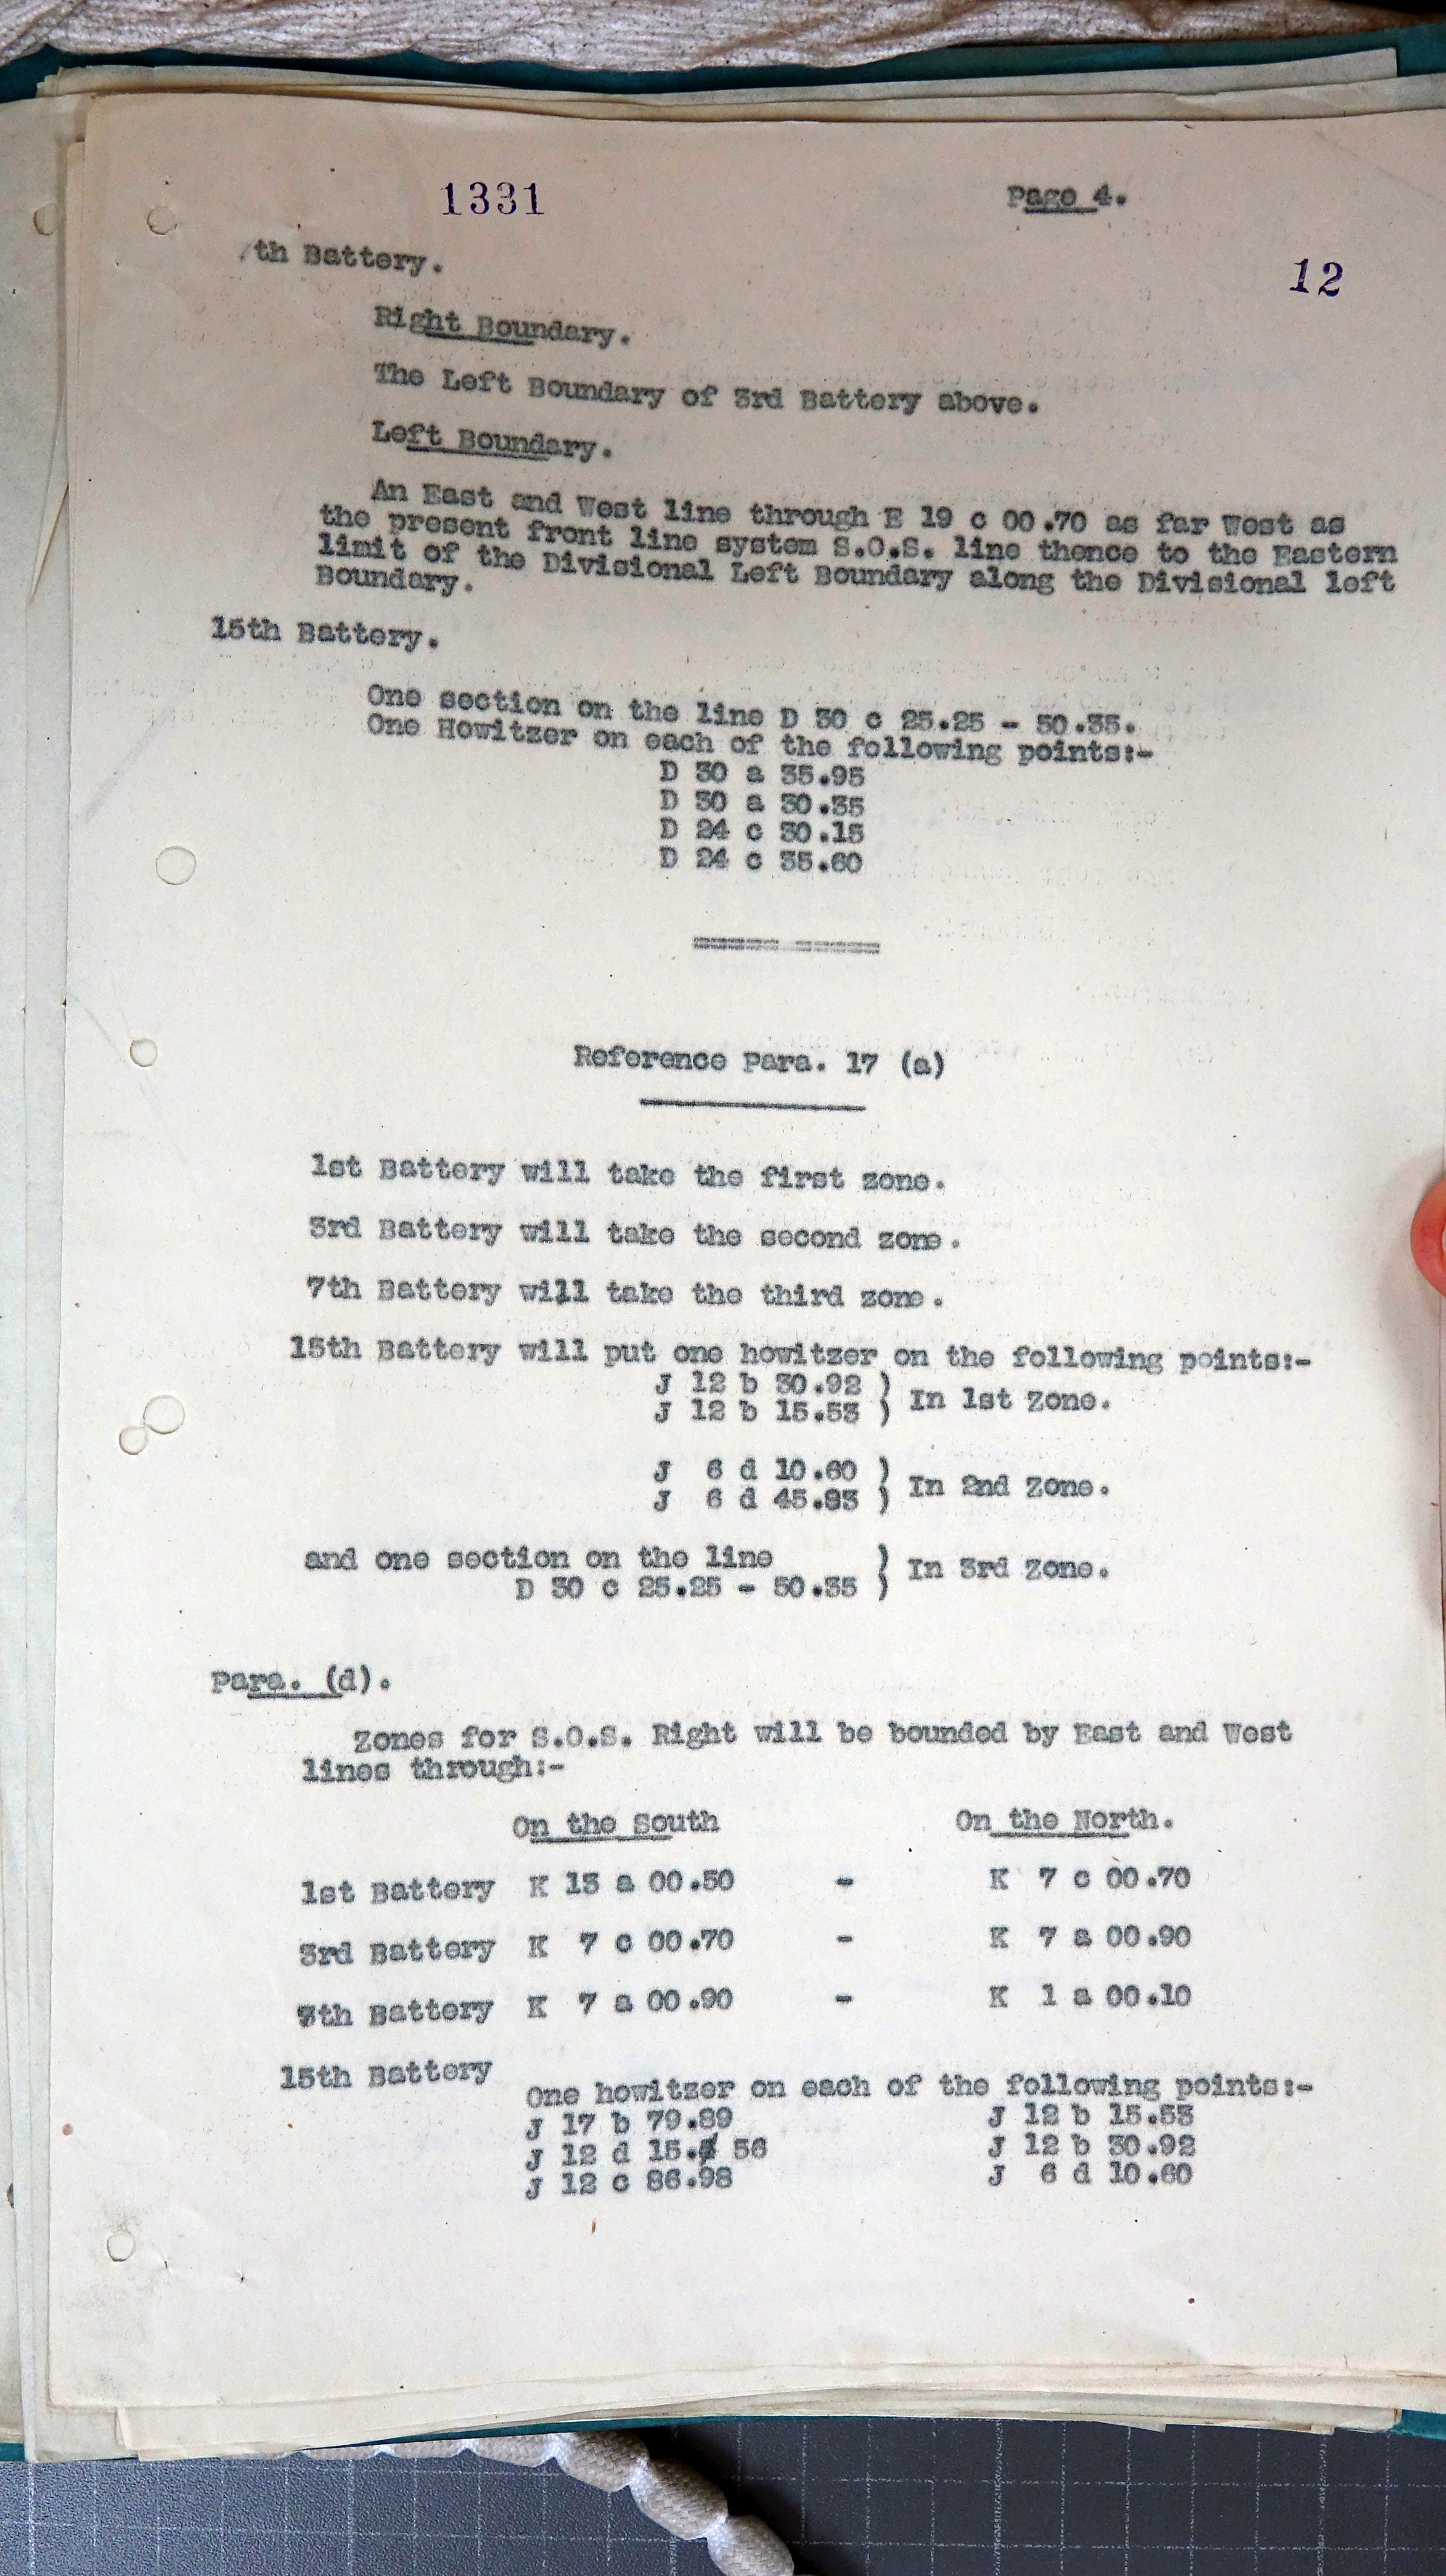 1331
Page 4.
12
7th Battery.
Right Boundary.
The Left Boundary of 3rd Battery above.
Left Boundary.
An East and West line through E 19 c 00.70 as far West as
the present front line system S.O.S. line thence to the Eastern
limit of the Divisional Left Boundary along the Divisional left
Boundary.
15th Battery.
One section on the line D 30 c 25.25 - 50.35.
One Howitzer on each of the following points:-
D 30 a 35.95
D 30 a 30.35
D 24 c 30.15
D 24 c 35.60
Reference Para. 17 (a)
1st Battery will take the first zone.
3rd Battery will take the second zone.
7th Battery will take the third zone.
15th Battery will put one howitzer on the following points:-
J 12 b 30.92 )
J 12 b 15.53 ) In 1st Zone.
J 6 d 10.60 )
J 6 d 45.93 ) In 2nd Zone.
and one section on the line )
D 30 c 25.25 - 50.35 ) In 3rd Zone.
Para. (d).
Zones for S.O.S. Right will be bounded by East and West
lines through:-
On the South On the North.
1st Battery K 13 a 00.50 - K 7 c 00.70
3rd Battery K 7 c 00.70 - K 7 a 00.90
7th Battery K 7 a 00.90 - K 1 a 00.10
15th Battery One howitzer on each of the following points:-
J 17 b 79.89 J 12 b 15.53
J 12 d 15. 56 J 12 b 30.92
J 12 c 86.98 J 6 d 10.60